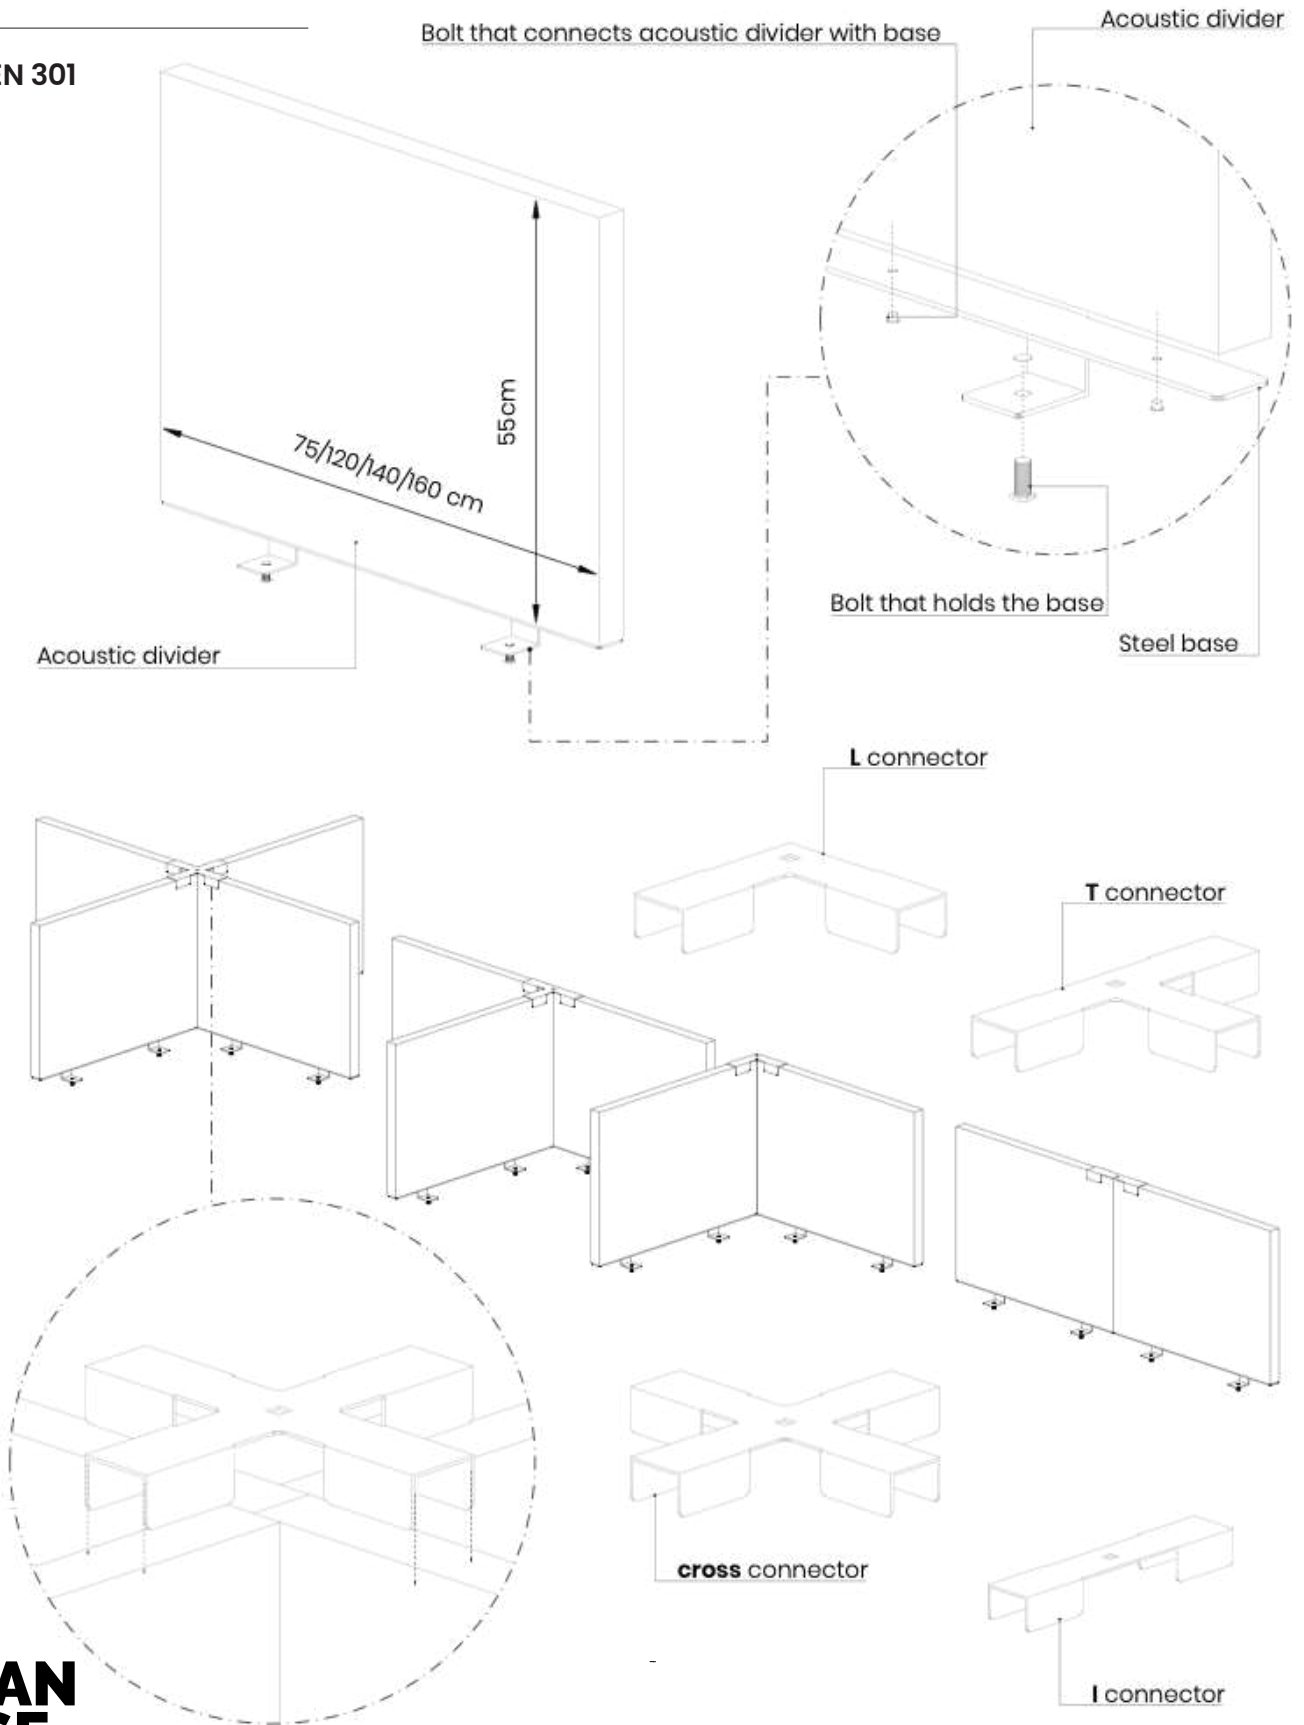 Bolt that connects acoustic divider with base
Acoustic divider
EN 301
55cm
75/120/140/160 cm
Bolt that holds the base
Steel base
Acoustic divider
L connector
T connector
cross connector
I connector
AN